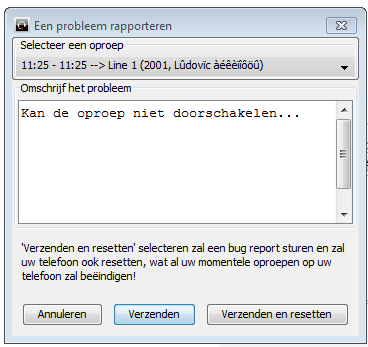 Een probleem rapporteren
Selecteer een oproep
11:25 - 11:25 --> Line 1 (2001, Lûdovic àéêèïîôöû)
Omschrijf het probleem
Kan de oproep niet doorschakelen...
'Verzenden en resetten' selecteren zal een bug report sturen en zal
uw telefoon ook resetten, wat al uw momentele oproepen op uw
telefoon zal beëindigen!
Annuleren Verzenden Verzenden en resetten